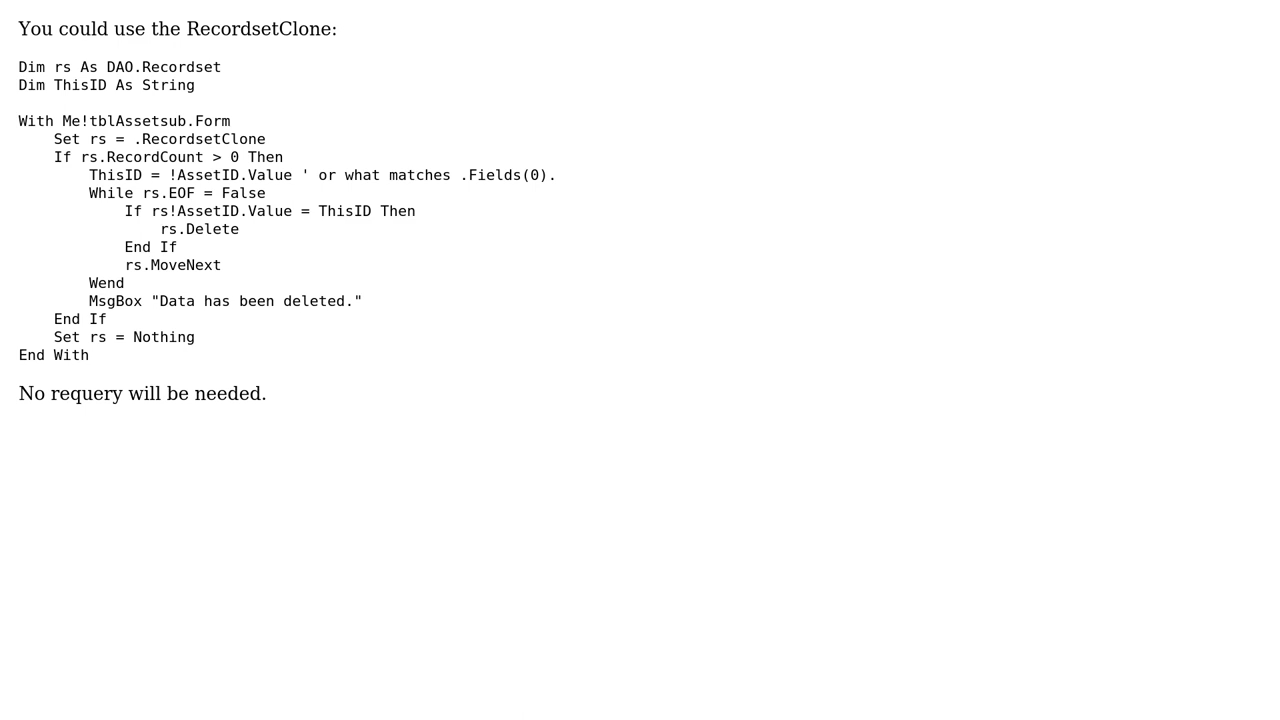 You could use the RecordsetClone:
Dim rs As DAO.Recordset
Dim ThisID As String
With Me!tblAssetsub.Form
    Set rs = .RecordsetClone
    If rs.RecordCount > 0 Then
        ThisID = !AssetID.Value ' or what matches .Fields(0).
        While rs.EOF = False
            If rs!AssetID.Value = ThisID Then
                rs.Delete
            End If
            rs.MoveNext
        Wend
        MsgBox "Data has been deleted."
    End If
    Set rs = Nothing
End With
No requery will be needed.